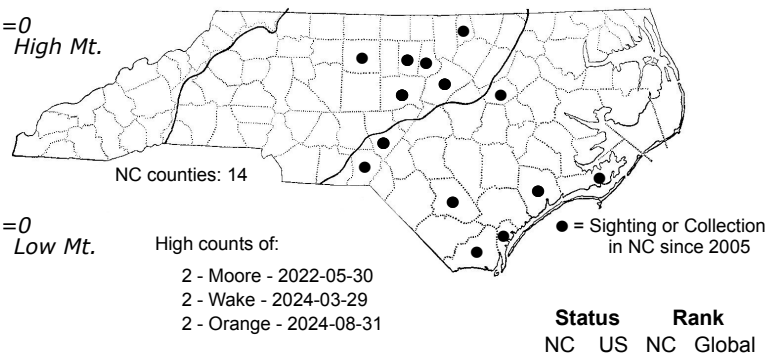 =0
High Mt.
NC counties: 14
=0
Low Mt.
High counts of:
2 - Moore - 2022-05-30
2 - Wake - 2024-03-29
2 - Orange - 2024-08-31
● = Sighting or Collection
in NC since 2005
Status Rank
NC US NC Global